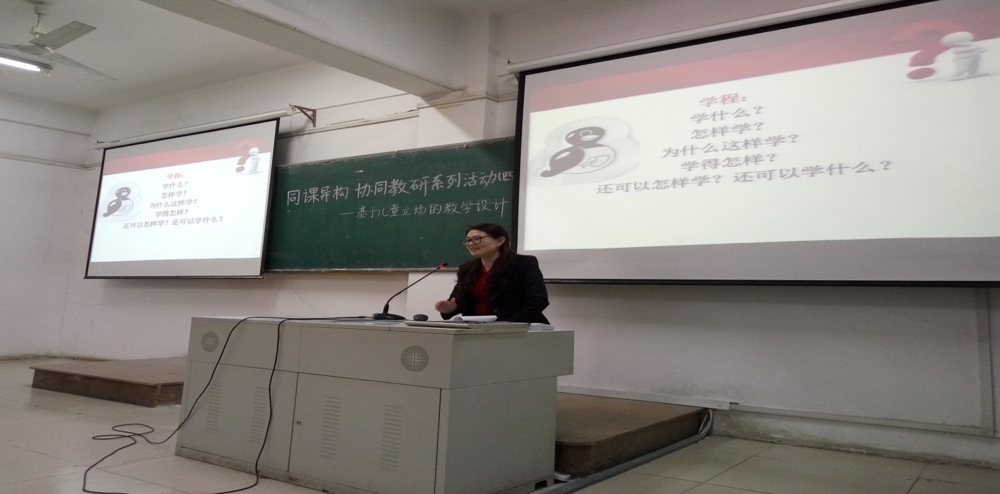 学程:
学什么?
怎样学?
为什么这样学?
学得怎样?
还可以怎样学? 还可以学什么?
同课异构 协同教研系列活动(四
—基于儿童立场的教学设计
学程:
学什么?
怎样学?
为什么这样学?
学得怎样?
还可以怎样学? 还可以学什么?